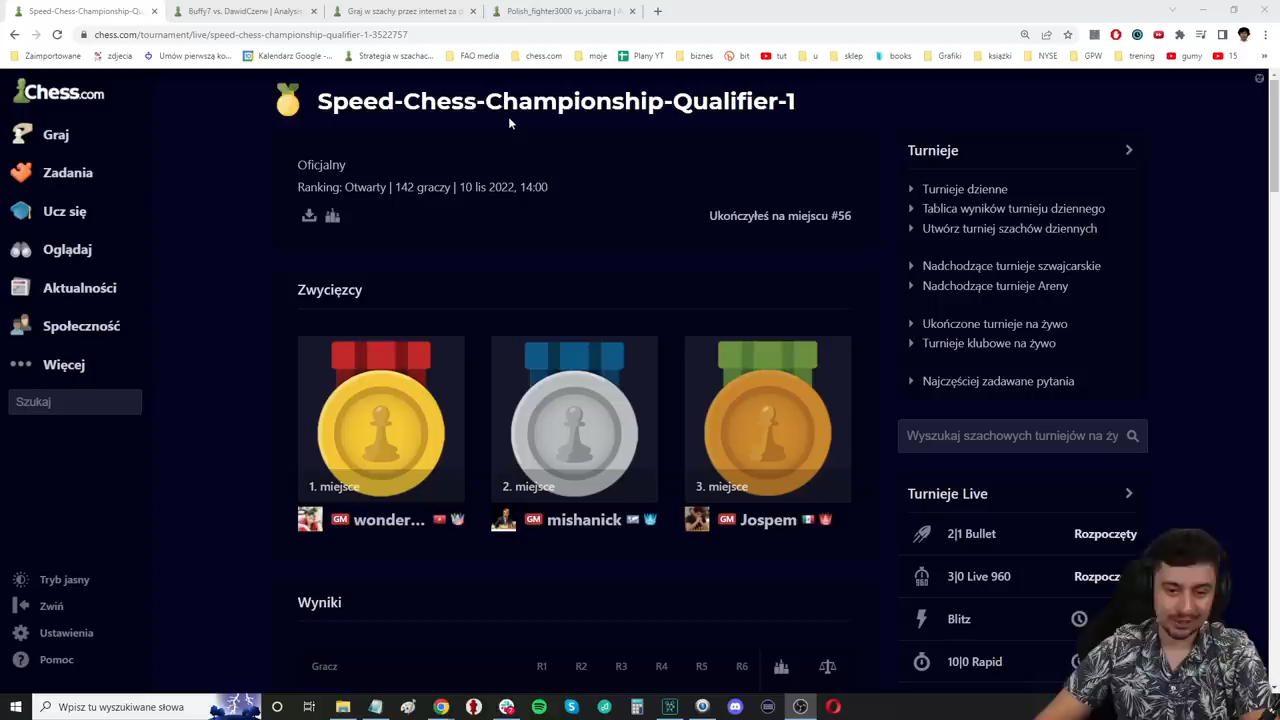 Speed-Chess-Championship-Qu
Buffy7 vs. DawidCzerw | Analysis
Graj w szachy przez internet za d
Polish_fighter3000 vs. jcibarra | A
chess.com/tournament/live/speed-chess-championship-qualifier-1-3522757
Zaimportowane
zdjecia
Umów pierwszą ko...
Kalendarz Google -...
Strategia w szachac...
FAO media
chess.com
moje
Plany YT
biznes
bit
tut
u
sklep
books
Grafiki
książki
NYSE
GPW
trening
gumy
15
Chess.com
Graj
Zadania
Ucz się
Oglądaj
Aktualności
Społeczność
Więcej
Szukaj
Tryb jasny
Zwiń
Ustawienia
Pomoc
Speed-Chess-Championship-Qualifier-1
Oficjalny
Ranking: Otwarty | 142 graczy | 10 lis 2022, 14:00
Ukończyłeś na miejscu #56
Zwycięzcy
1. miejsce
2. miejsce
3. miejsce
GM wonder...
GM mishanick
GM Jospem
Wyniki
Gracz R1 R2 R3 R4 R5 R6
Turnieje
Turnieje dzienne
Tablica wyników turnieju dziennego
Utwórz turniej szachów dziennych
Nadchodzące turnieje szwajcarskie
Nadchodzące turnieje Areny
Ukończone turnieje na żywo
Turnieje klubowe na żywo
Najczęściej zadawane pytania
Wyszukaj szachowych turniejów na ży
Turnieje Live
2|1 Bullet Rozpoczęty
3|0 Live 960 Rozpocz
960
Blitz
10|0 Rapid
Wpisz tu wyszukiwane słowa